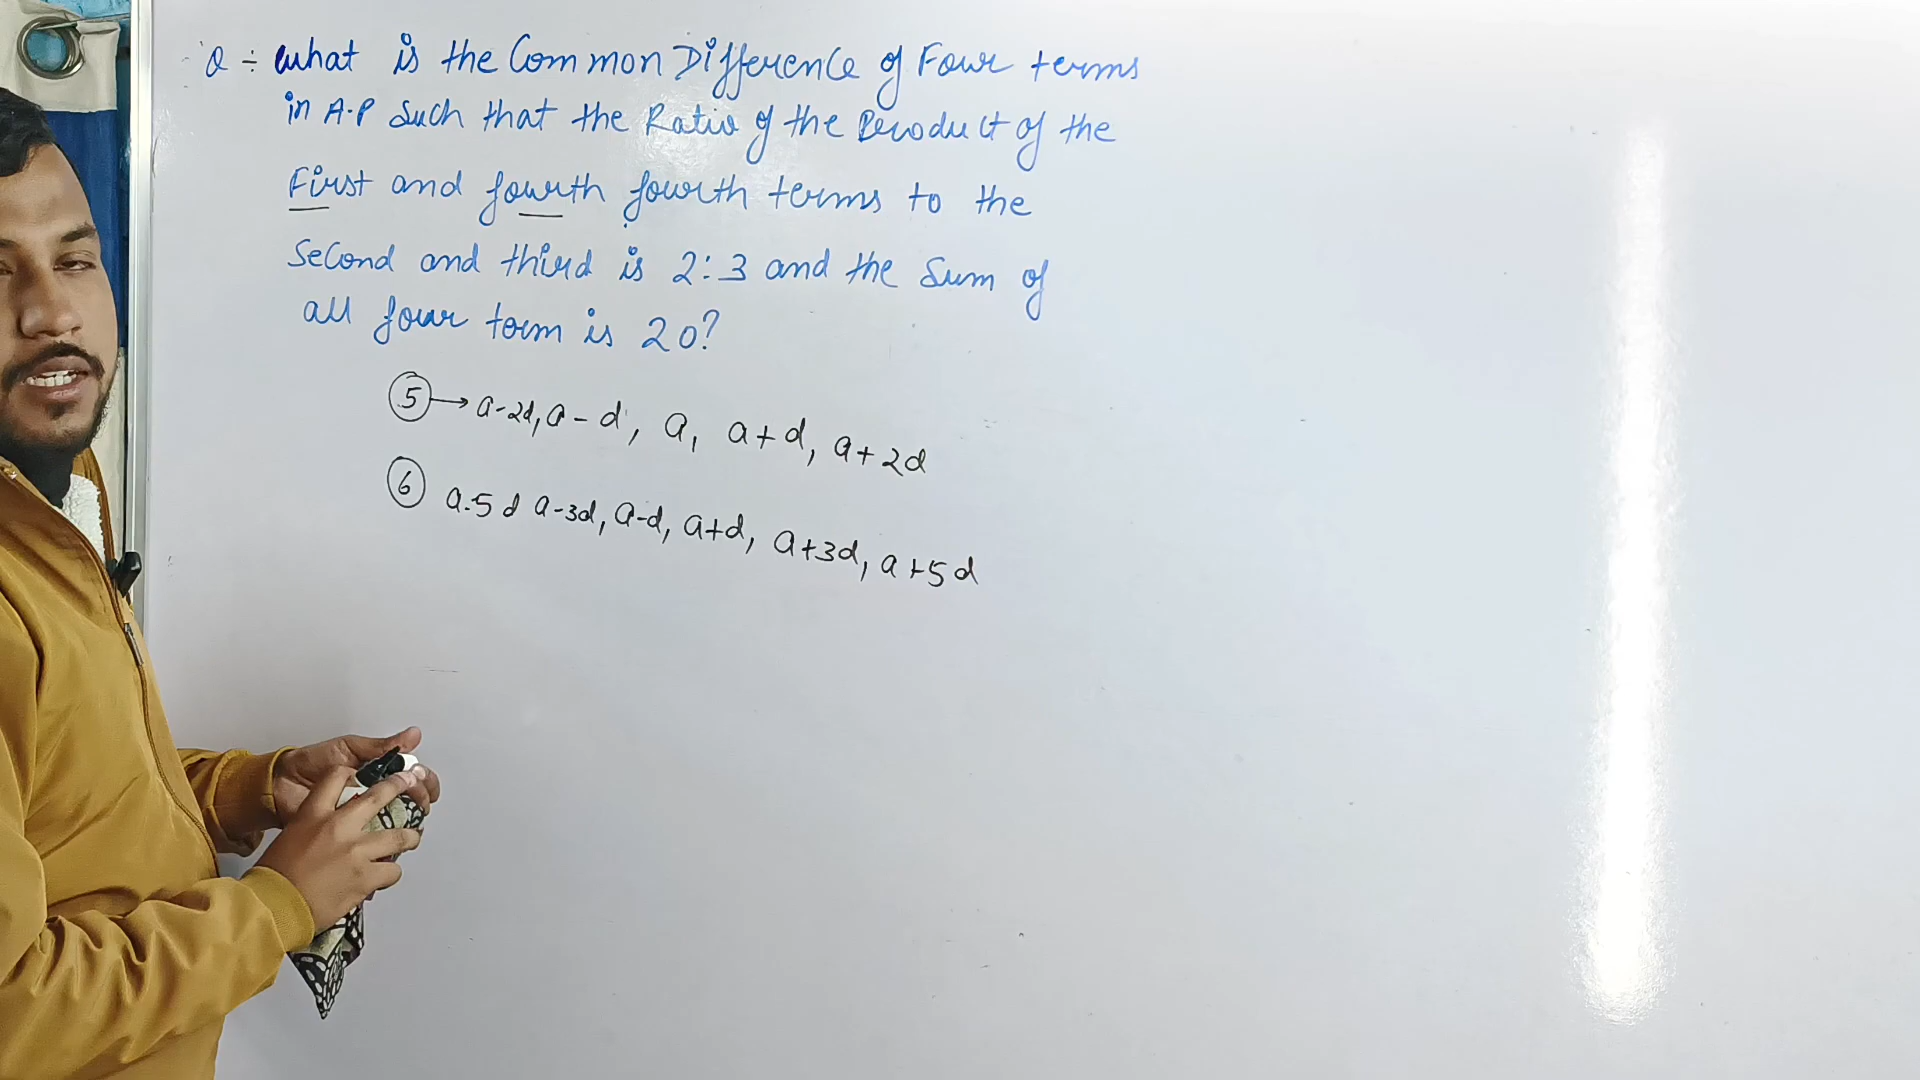 Q ÷ what is the Common Difference of Four terms
in A.P Such that the Ratio of the Product of the
First and fourth fourth terms to the
Second and third is 2:3 and the Sum of
all four term is 20?
5 → a-2d, a-d, a, a+d, a+2d
6 a-5d a-3d, a-d, a+d, a+3d, a+5d